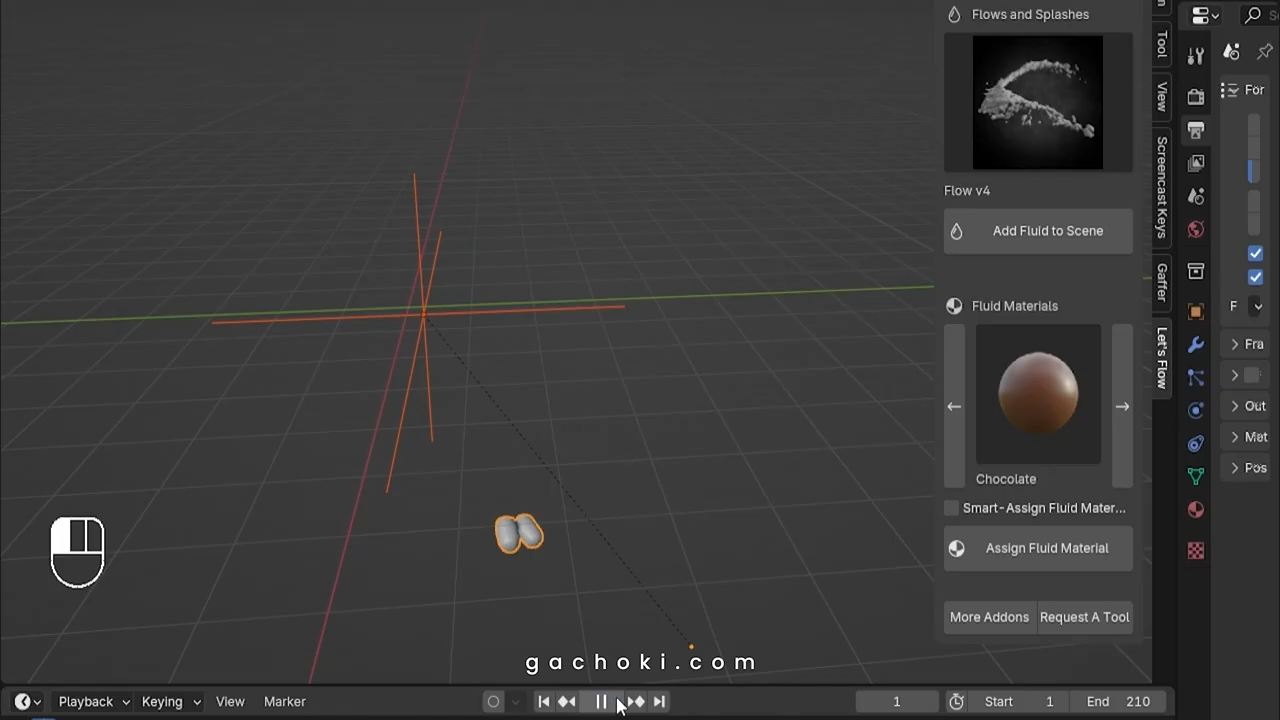 Flows and Splashes
Flow v4
Add Fluid to Scene
Fluid Materials
Chocolate
Smart-Assign Fluid Mater...
Assign Fluid Material
More Addons
Request A Tool
Tool
View
Screencast Keys
Gaffer
Let's Flow
For
F
Fra
Out
Mat
Pos
gachoki.com
Playback
Keying
View
Marker
1
Start 1
End 210